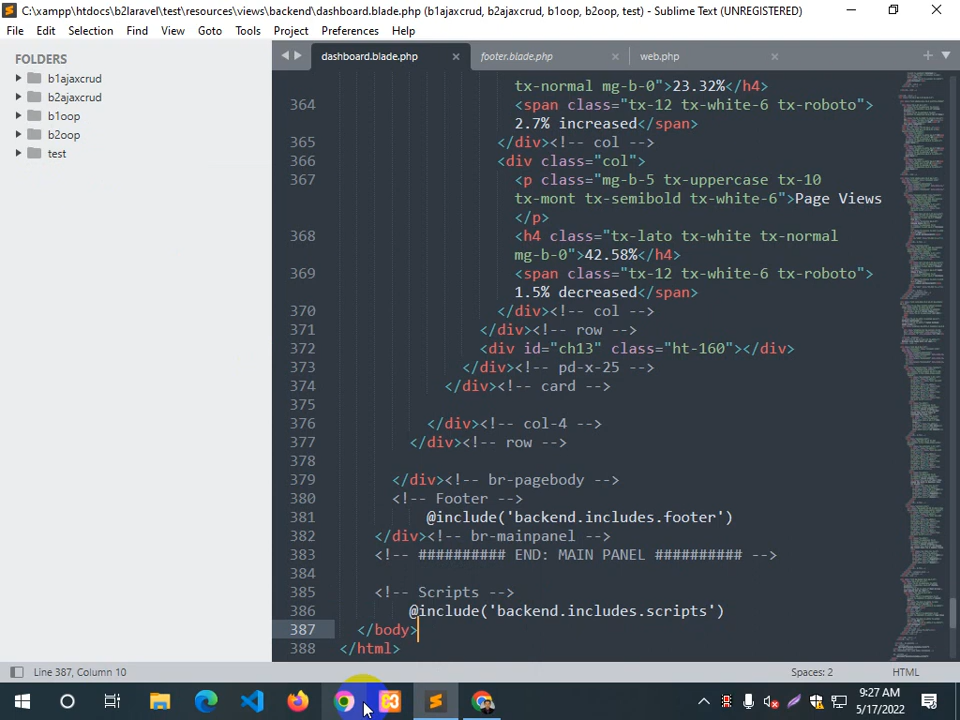 C:\xampp\htdocs\b2laravel\test\resources\views\backend\dashboard.blade.php (b1ajaxcrud, b2ajaxcrud, b1oop, b2oop, test) - Sublime Text (UNREGISTERED)
File Edit Selection Find View Goto Tools Project Preferences Help
FOLDERS
b1ajaxcrud
b2ajaxcrud
b1oop
b2oop
test
dashboard.blade.php footer.blade.php web.php
tx-normal mg-b-0">23.32%</h4>
364 <span class="tx-12 tx-white-6 tx-roboto">
2.7% increased</span>
365 </div><!-- col -->
366 <div class="col">
367 <p class="mg-b-5 tx-uppercase tx-10
tx-mont tx-semibold tx-white-6">Page Views
</p>
368 <h4 class="tx-lato tx-white tx-normal
mg-b-0">42.58%</h4>
369 <span class="tx-12 tx-white-6 tx-roboto">
1.5% decreased</span>
370 </div><!-- col -->
371 </div><!-- row -->
372 <div id="ch13" class="ht-160"></div>
373 </div><!-- pd-x-25 -->
374 </div><!-- card -->
375
376 </div><!-- col-4 -->
377 </div><!-- row -->
378
379 </div><!-- br-pagebody -->
380 <!-- Footer -->
381 @include('backend.includes.footer')
382 </div><!-- br-mainpanel -->
383 <!-- ########## END: MAIN PANEL ########## -->
384
385 <!-- Scripts -->
386 @include('backend.includes.scripts')
387 </body>
388 </html>
Line 387, Column 10 Spaces: 2 HTML
9:27 AM
5/17/2022